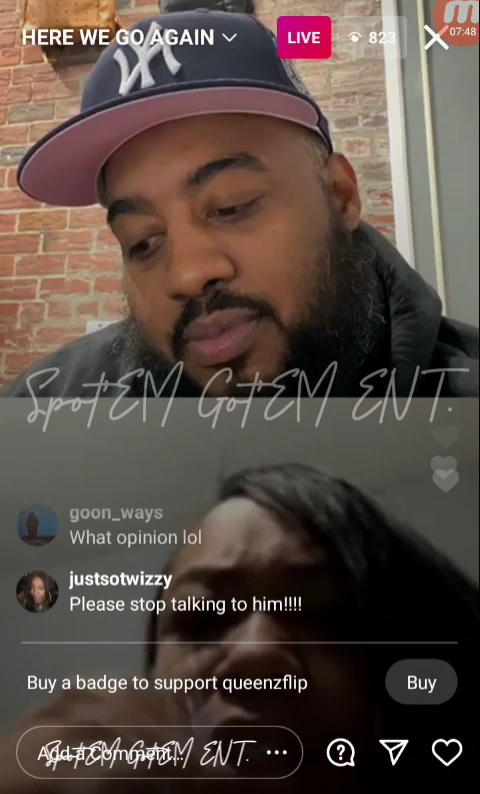 HERE WE GO AGAIN
LIVE
823
07:48
SpotEM GotEM ENT.
goon_ways
What opinion lol
justsotwizzy
Please stop talking to him!!!!
Buy a badge to support queenzflip
Buy
Add a Comment...
SpotEM GotEM ENT.